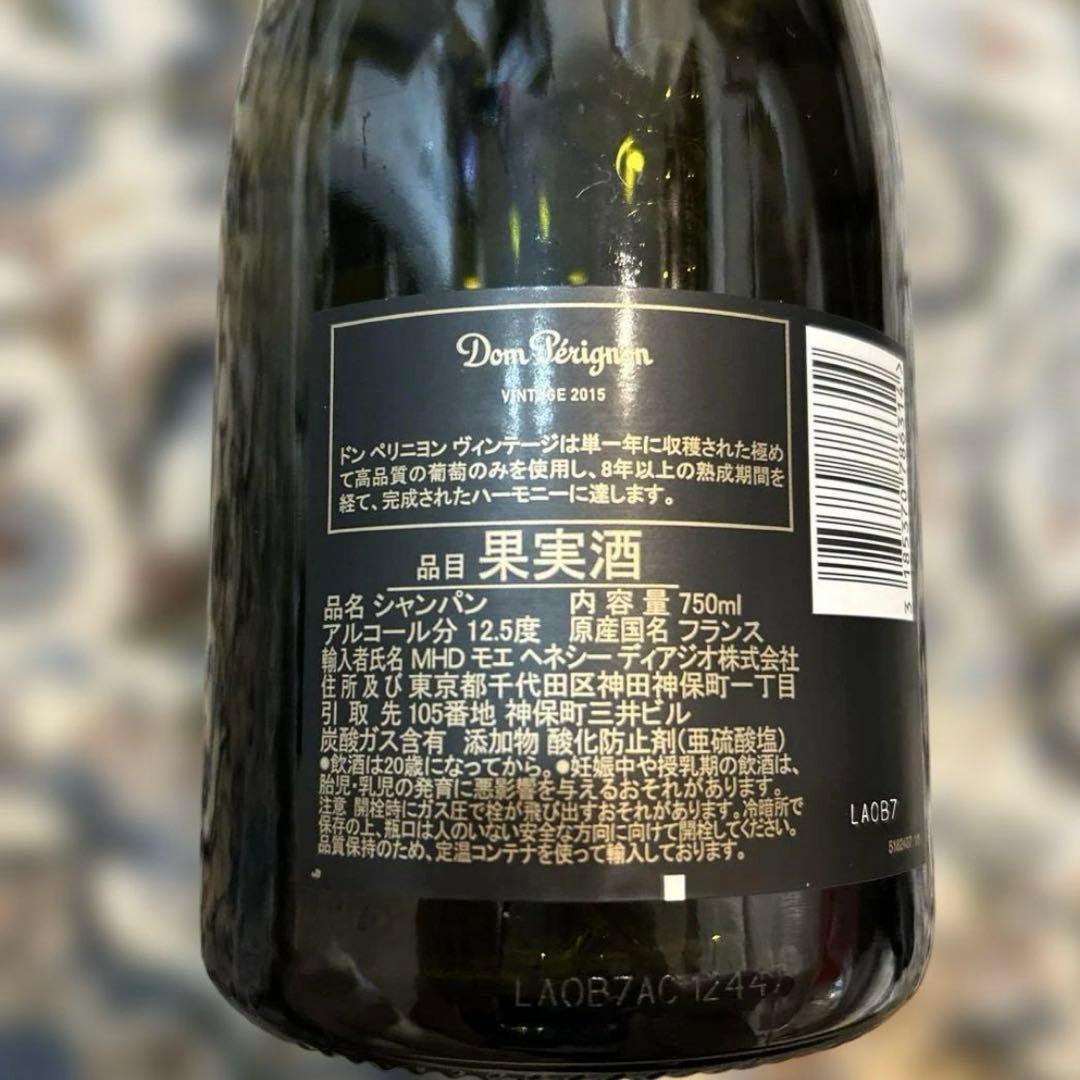 Dom Pérignon
VINTAGE 2015
ドン ペリニヨン ヴィンテージは単一年に収穫された極め
て高品質の葡萄のみを使用し、8年以上の熟成期間を
経て、完成されたハーモニーに達します。
品目 果実酒
品名 シャンパン 内容量 750ml
アルコール分 12.5度 原産国名 フランス
輸入者氏名 MHD モエ ヘネシー ディアジオ株式会社
住所及び 東京都千代田区神田神保町一丁目
引取先 105番地 神保町三井ビル
炭酸ガス含有 添加物 酸化防止剤(亜硫酸塩)
●飲酒は20歳になってから。●妊娠中や授乳期の飲酒は、
胎児・乳児の発育に悪影響を与えるおそれがあります。
注意 開栓時にガス圧で栓が飛び出すおそれがあります。冷暗所で
保存の上、瓶口は人のいない安全な方向に向けて開栓してください。
品質保持のため、定温コンテナを使って輸入しております。
LAOB7